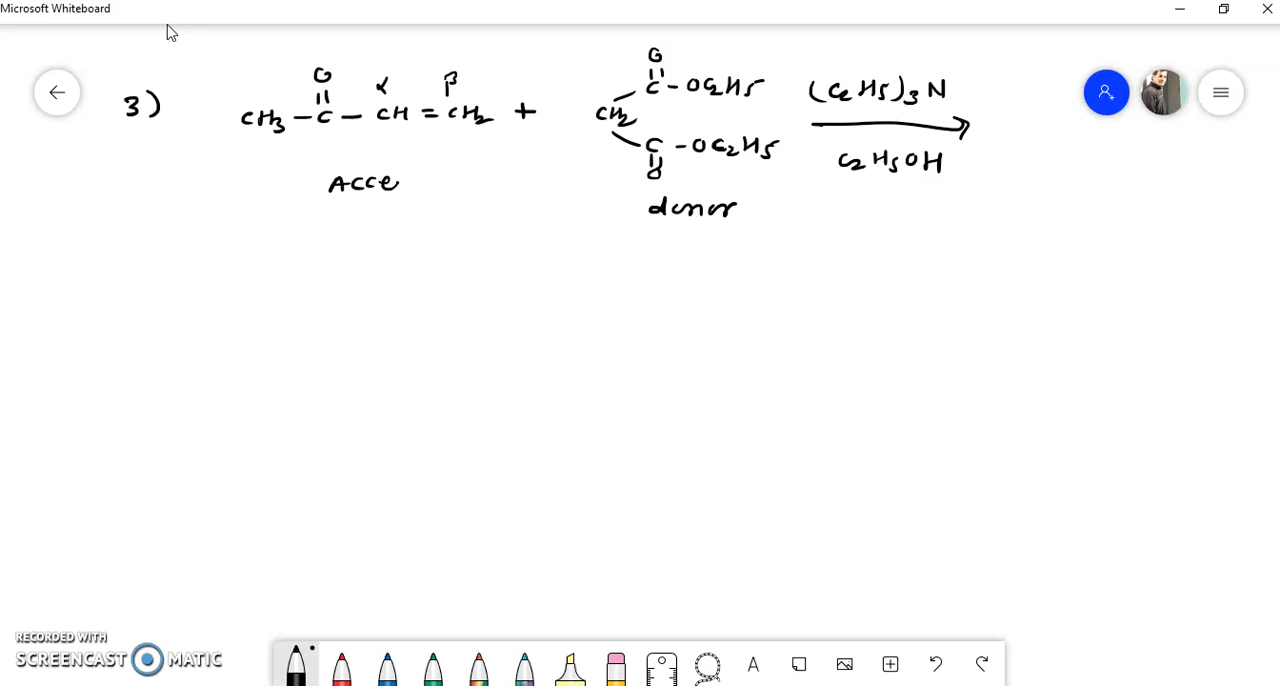 Microsoft Whiteboard
O O
α β
3) CH3 - C - CH = CH2 + CH2 C - OC2H5 (C2H5)3N
C - OC2H5 C2H5OH
O
Acce
donor
RECORDED WITH
SCREENCAST MATIC
A